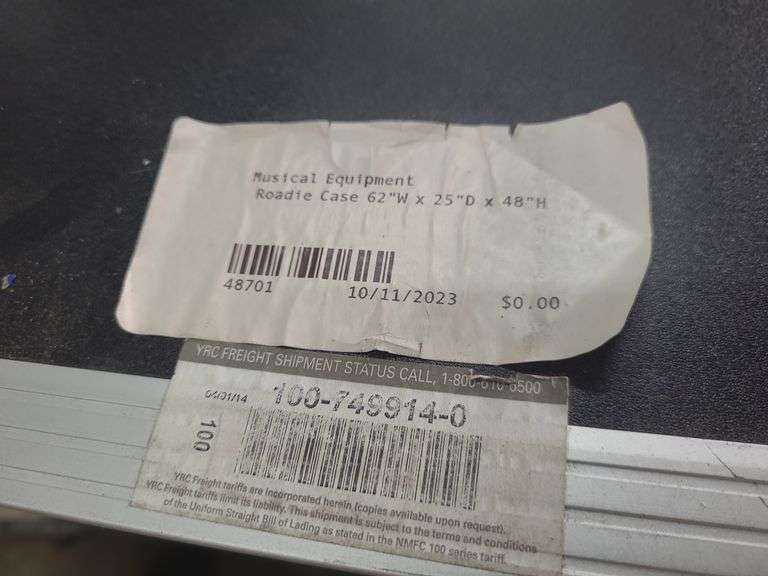 Musical Equipment
Roadie Case 62"W x 25"D x 48"H
48701 10/11/2023 $0.00
YRC FREIGHT SHIPMENT STATUS CALL, 1-800-610-6500
04/01/14 100-749914-0
100
YRC Freight tariffs are incorporated herein (copies available upon request).
YRC Freight tariffs limit its liability. This shipment is subject to the terms and conditions
of the Uniform Straight Bill of Lading as stated in the NMFC 100 series tariff.